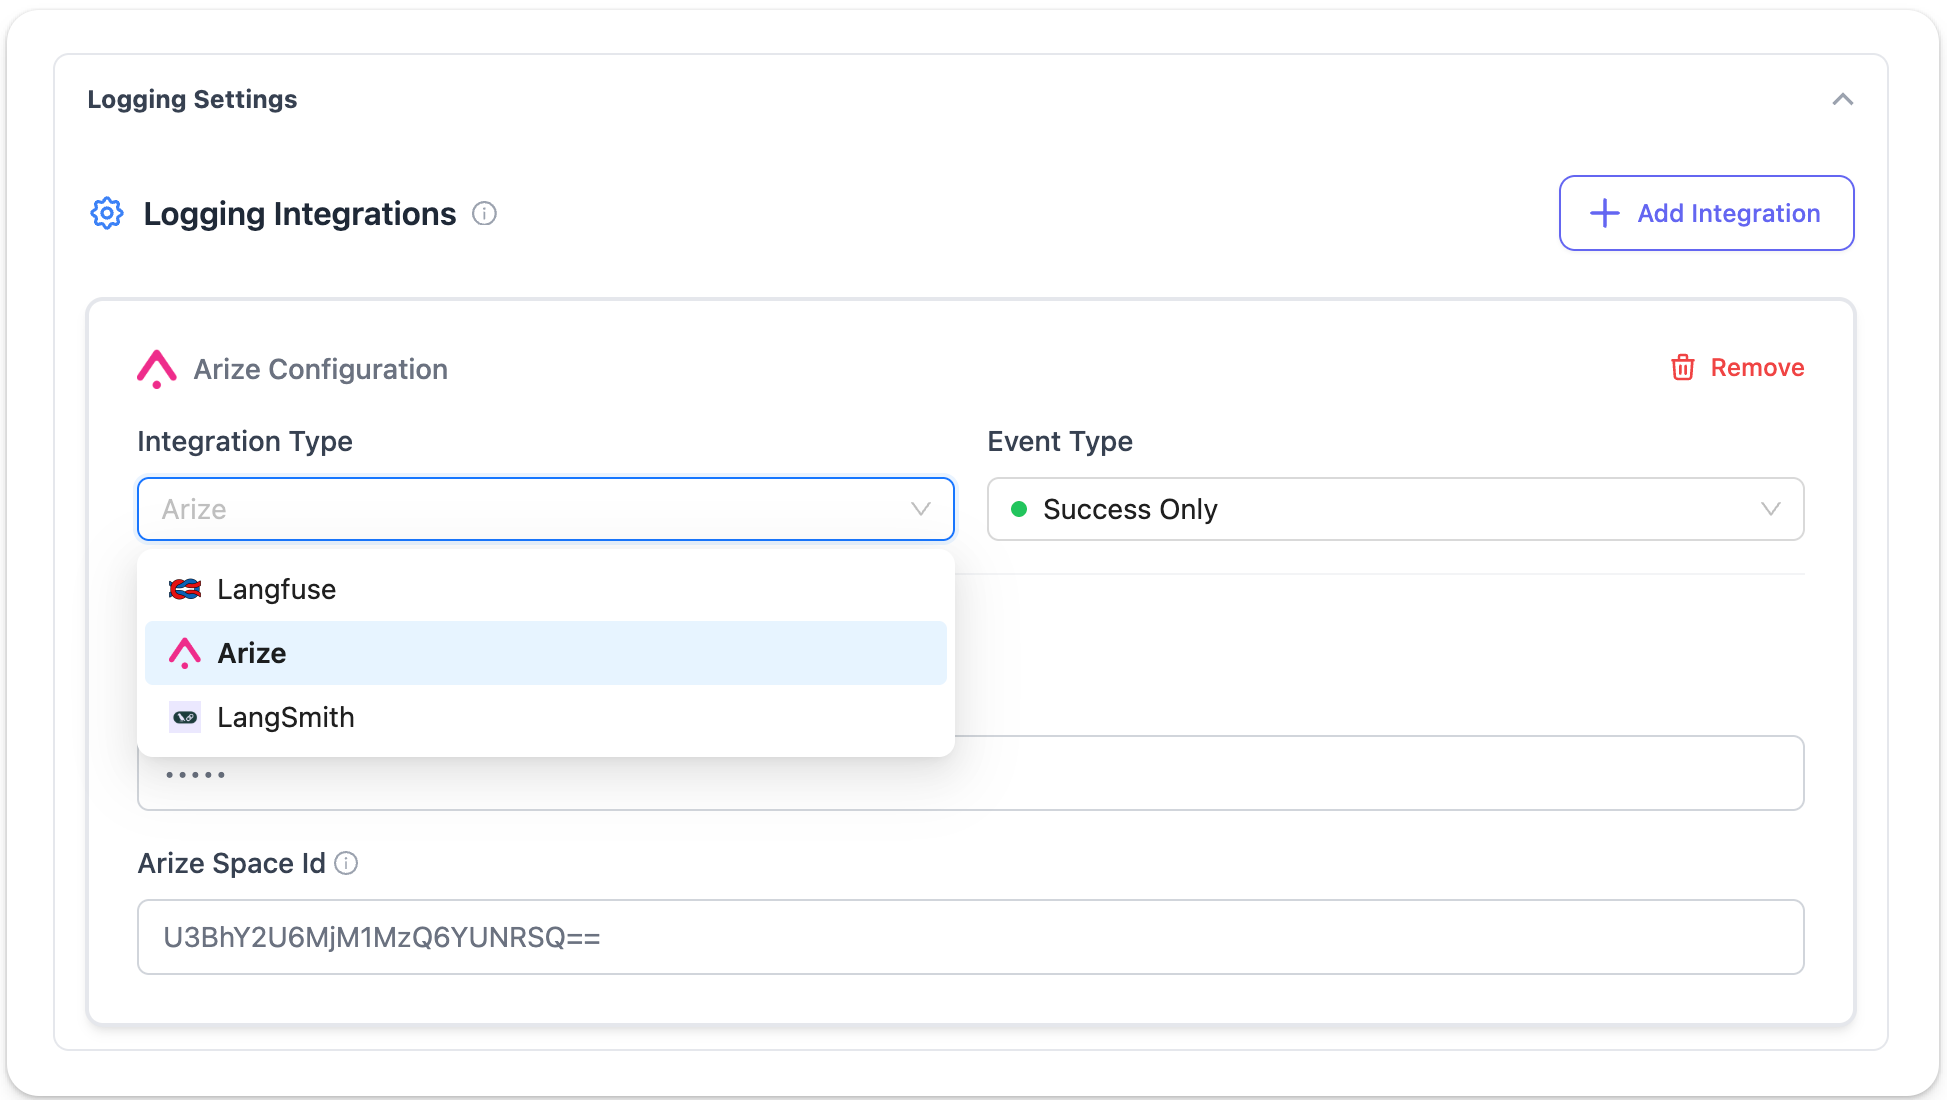 Logging Settings
Logging Integrations
Add Integration
Arize Configuration
Remove
Integration Type
Event Type
Arize
Success Only
Langfuse
Arize
LangSmith
•••••
Arize Space Id
U3BhY2U6MjM1MzQ6YUNRSQ==